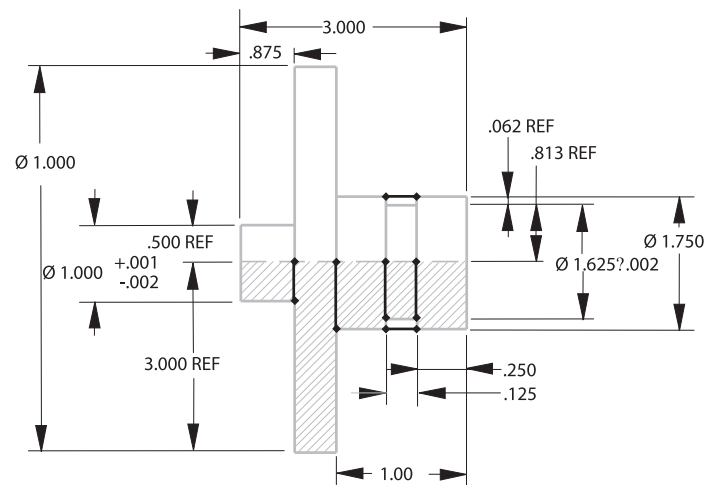 3.000
.875
.062 REF
.813 REF
Ø 1.000
.500 REF
Ø 1.750
Ø 1.000 +.001 -.002
Ø 1.625?.002
3.000 REF
.250
.125
1.00